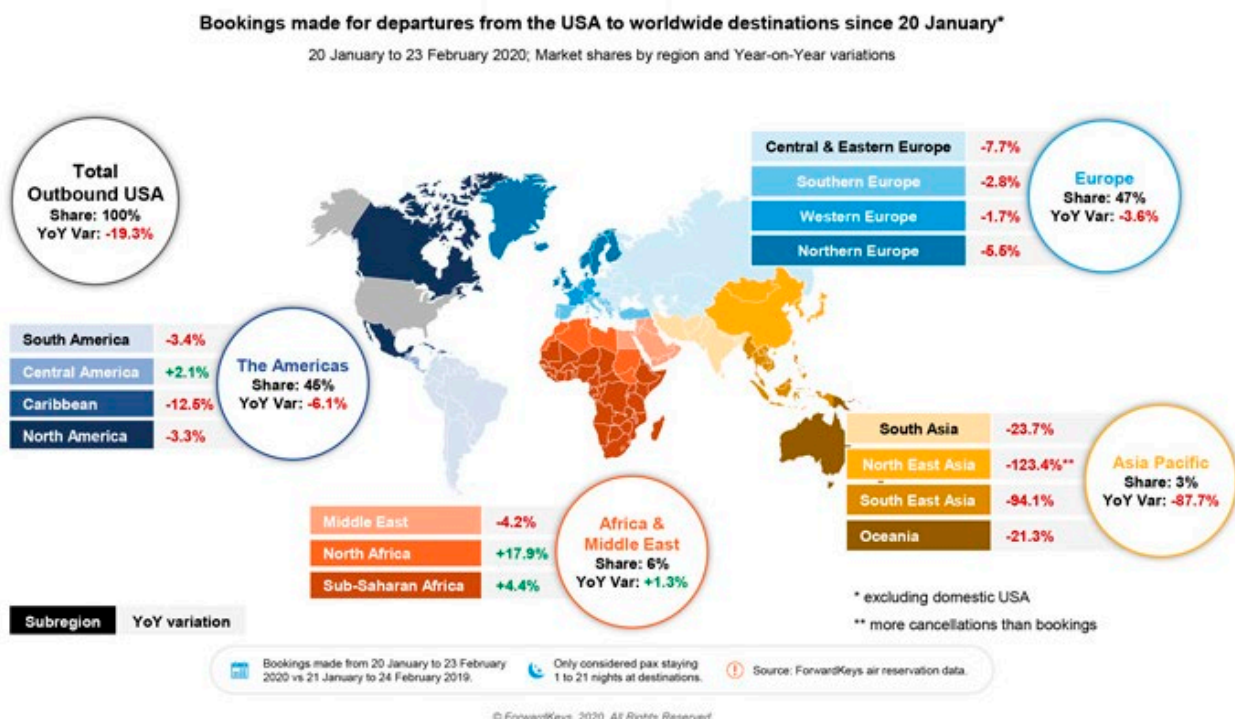 Bookings made for departures from the USA to worldwide destinations since 20 January*
20 January to 23 February 2020; Market shares by region and Year-on-Year variations
Total
Outbound USA
Share: 100%
YoY Var: -19.3%
Central & Eastern Europe -7.7%
Southern Europe -2.8%
Western Europe -1.7%
Northern Europe -5.5%
Europe
Share: 47%
YoY Var: -3.6%
South America -3.4%
Central America +2.1%
Caribbean -12.5%
North America -3.3%
The Americas
Share: 45%
YoY Var: -6.1%
South Asia -23.7%
North East Asia -123.4%**
South East Asia -94.1%
Oceania -21.3%
Asia Pacific
Share: 3%
YoY Var: -87.7%
Middle East -4.2%
North Africa +17.9%
Sub-Saharan Africa +4.4%
Africa &
Middle East
Share: 6%
YoY Var: +1.3%
* excluding domestic USA
** more cancellations than bookings
Subregion YoY variation
Bookings made from 20 January to 23 February
2020 vs 21 January to 24 February 2019.
Only considered pax staying
1 to 21 nights at destinations.
Source: ForwardKeys air reservation data.
© ForwardKeys, 2020. All Rights Reserved